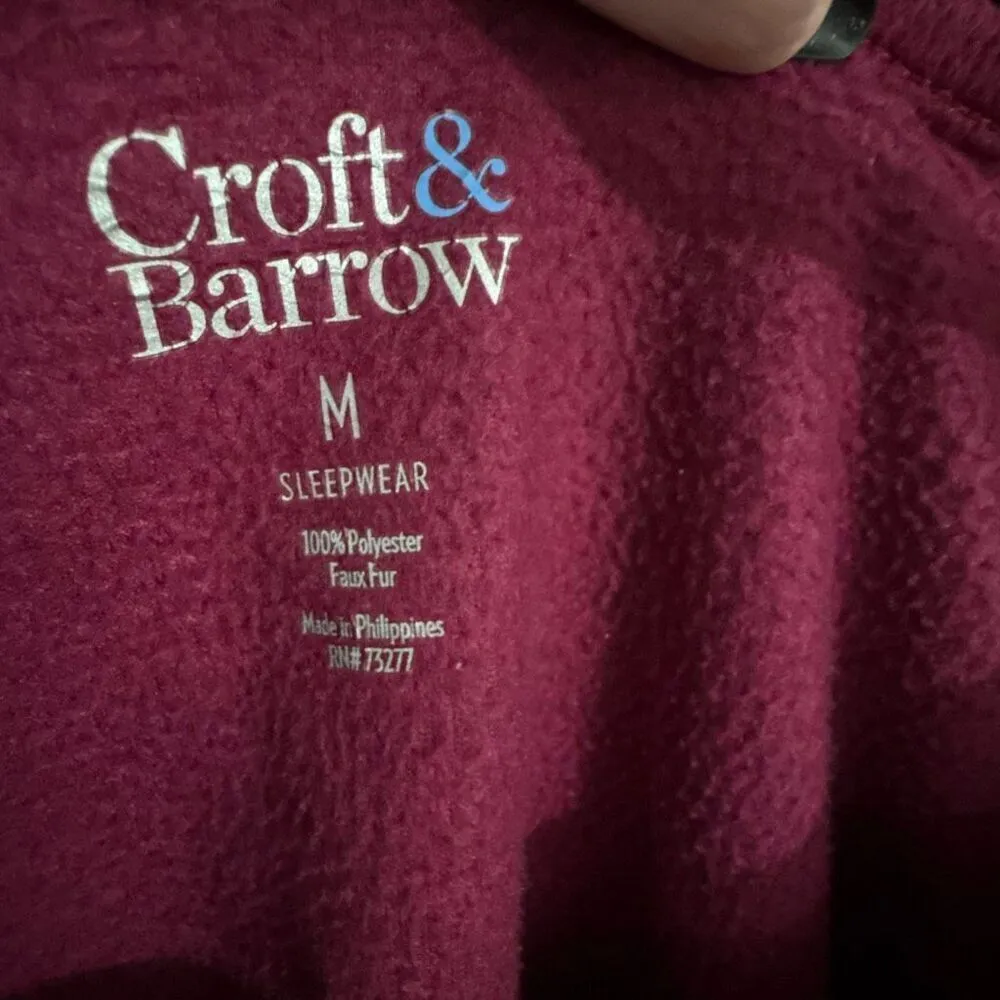 Croft &
Barrow
M
SLEEPWEAR
100% Polyester
Faux Fur
Made in Philippines
RN# 73277